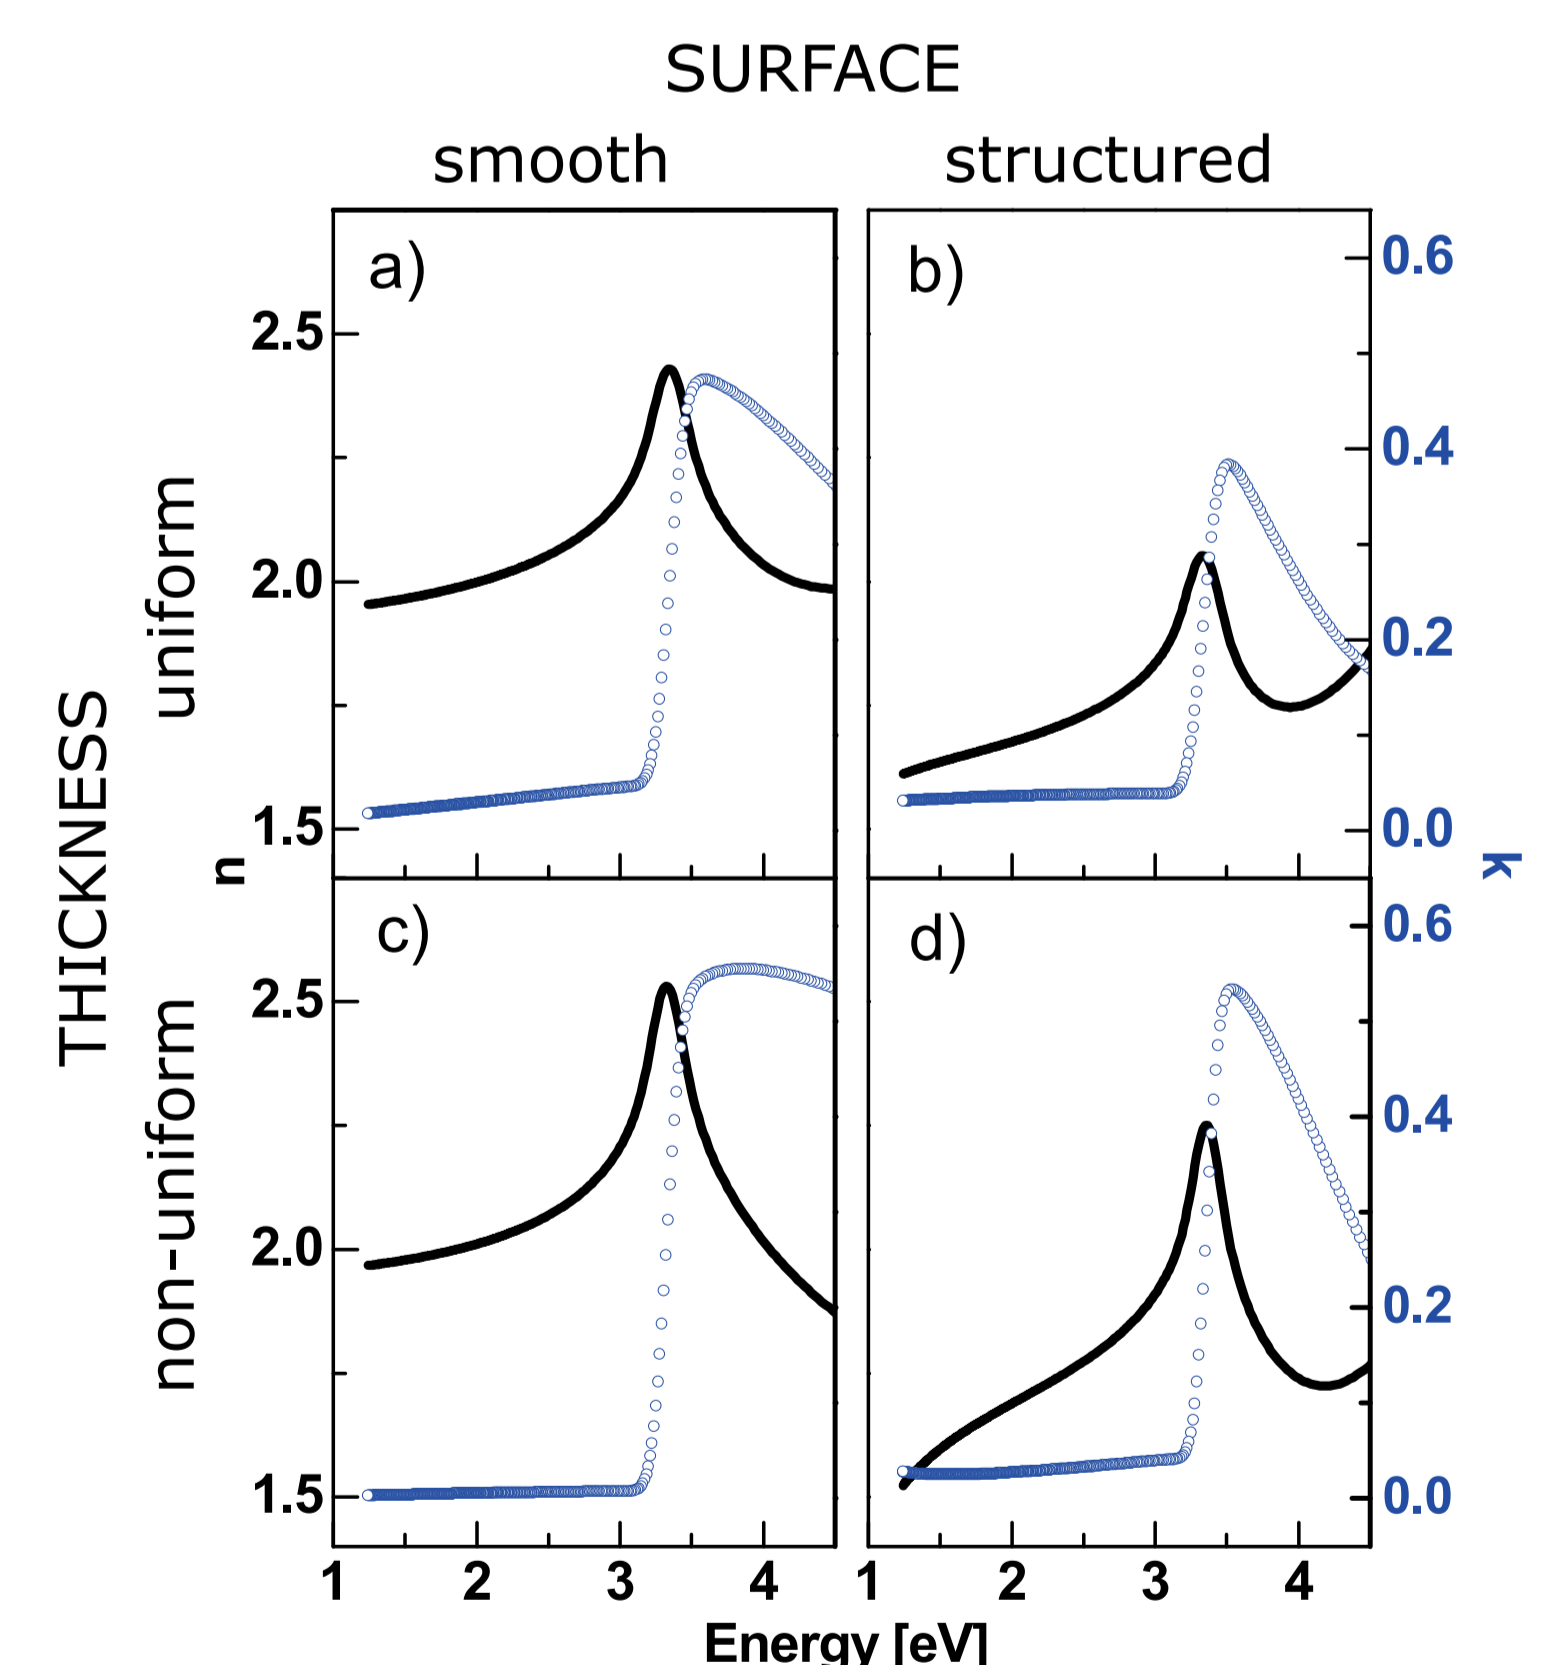 SURFACE
smooth structured
THICKNESS
uniform
non-uniform
a)
b)
c)
d)
2.5
2.0
1.5
n
2.5
2.0
1.5
0.6
0.4
0.2
0.0
k
0.6
0.4
0.2
0.0
1 2 3 4 1 2 3 4
Energy [eV]